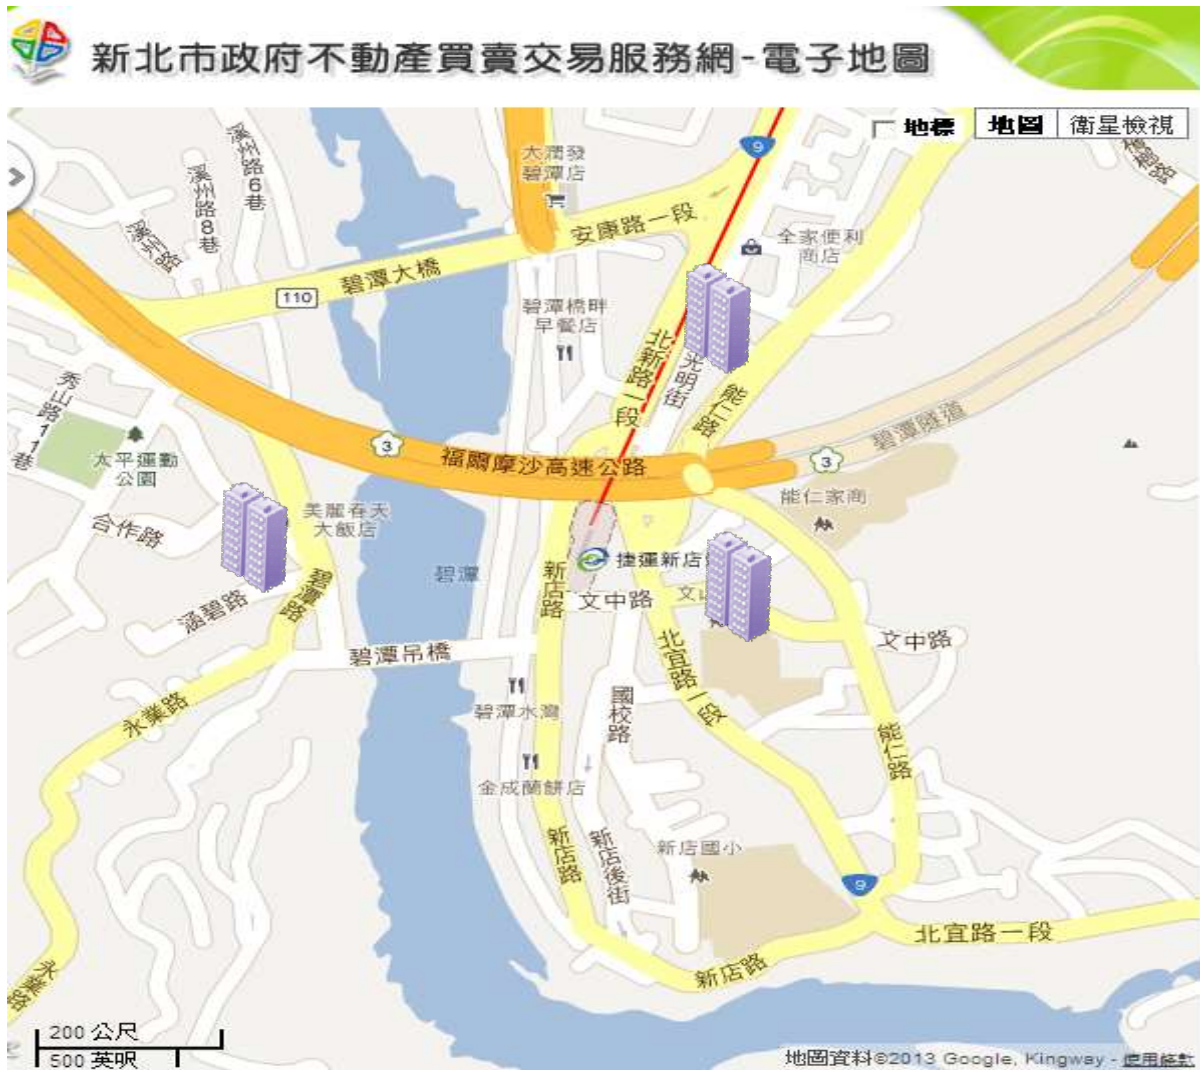 新北市政府不動產買賣交易服務網-電子地圖
地標
地圖
衛星檢視
9
溪州路6巷
溪州路8巷
溪州路
大潤發
碧潭店
安康路一段
全家便利
商店
碧潭大橋
110
碧潭橋畔
早餐店
北新路一段
光明街
能仁路
碧潭隧道
秀山路11巷
太平運動
公園
3
福爾摩沙高速公路
3
能仁家商
美麗春天
大飯店
合作路
碧潭
捷運新店
新店路
碧潭路
涵碧路
文中路
文中路
碧潭吊橋
北宜路一段
永業路
碧潭水灣
國校路
能仁路
金成蘭餅店
新店路
新店後街
新店國小
9
北宜路一段
新店路
永業路
200 公尺
500 英呎
地圖資料©2013 Google, Kingway - 使用條款